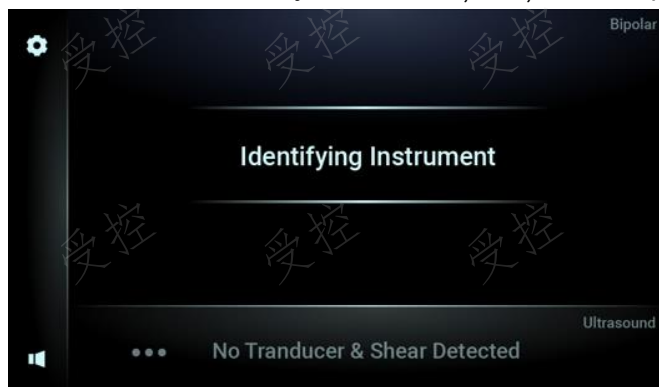 Bipolar
受控 受控 受控
Identifying Instrument
受控 受控 受控
Ultrasound
No Tranducer & Shear Detected